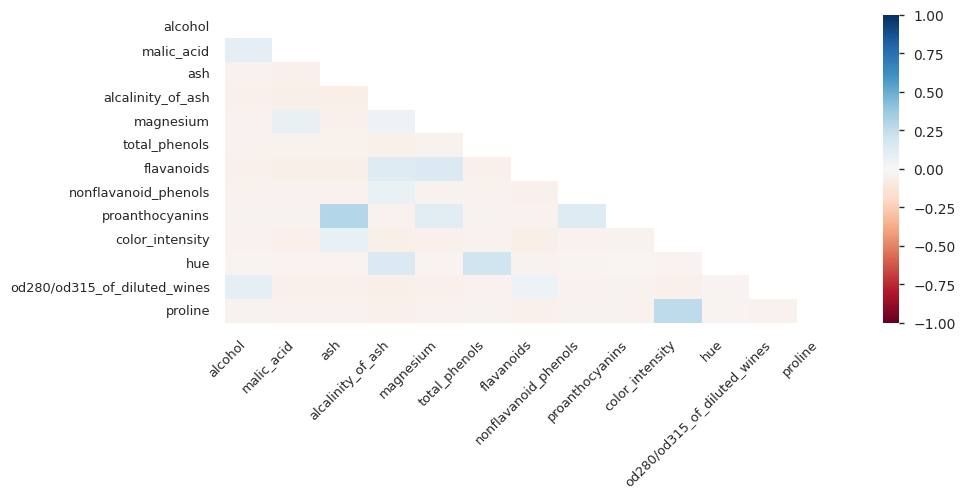 alcohol
malic_acid
ash
alcalinity_of_ash
magnesium
total_phenols
flavanoids
nonflavanoid_phenols
proanthocyanins
color_intensity
hue
od280/od315_of_diluted_wines
proline
alcohol
malic_acid
ash
alcalinity_of_ash
magnesium
total_phenols
flavanoids
nonflavanoid_phenols
proanthocyanins
color_intensity
hue
od280/od315_of_diluted_wines
proline
1.00
0.75
0.50
0.25
0.00
−0.25
−0.50
−0.75
−1.00